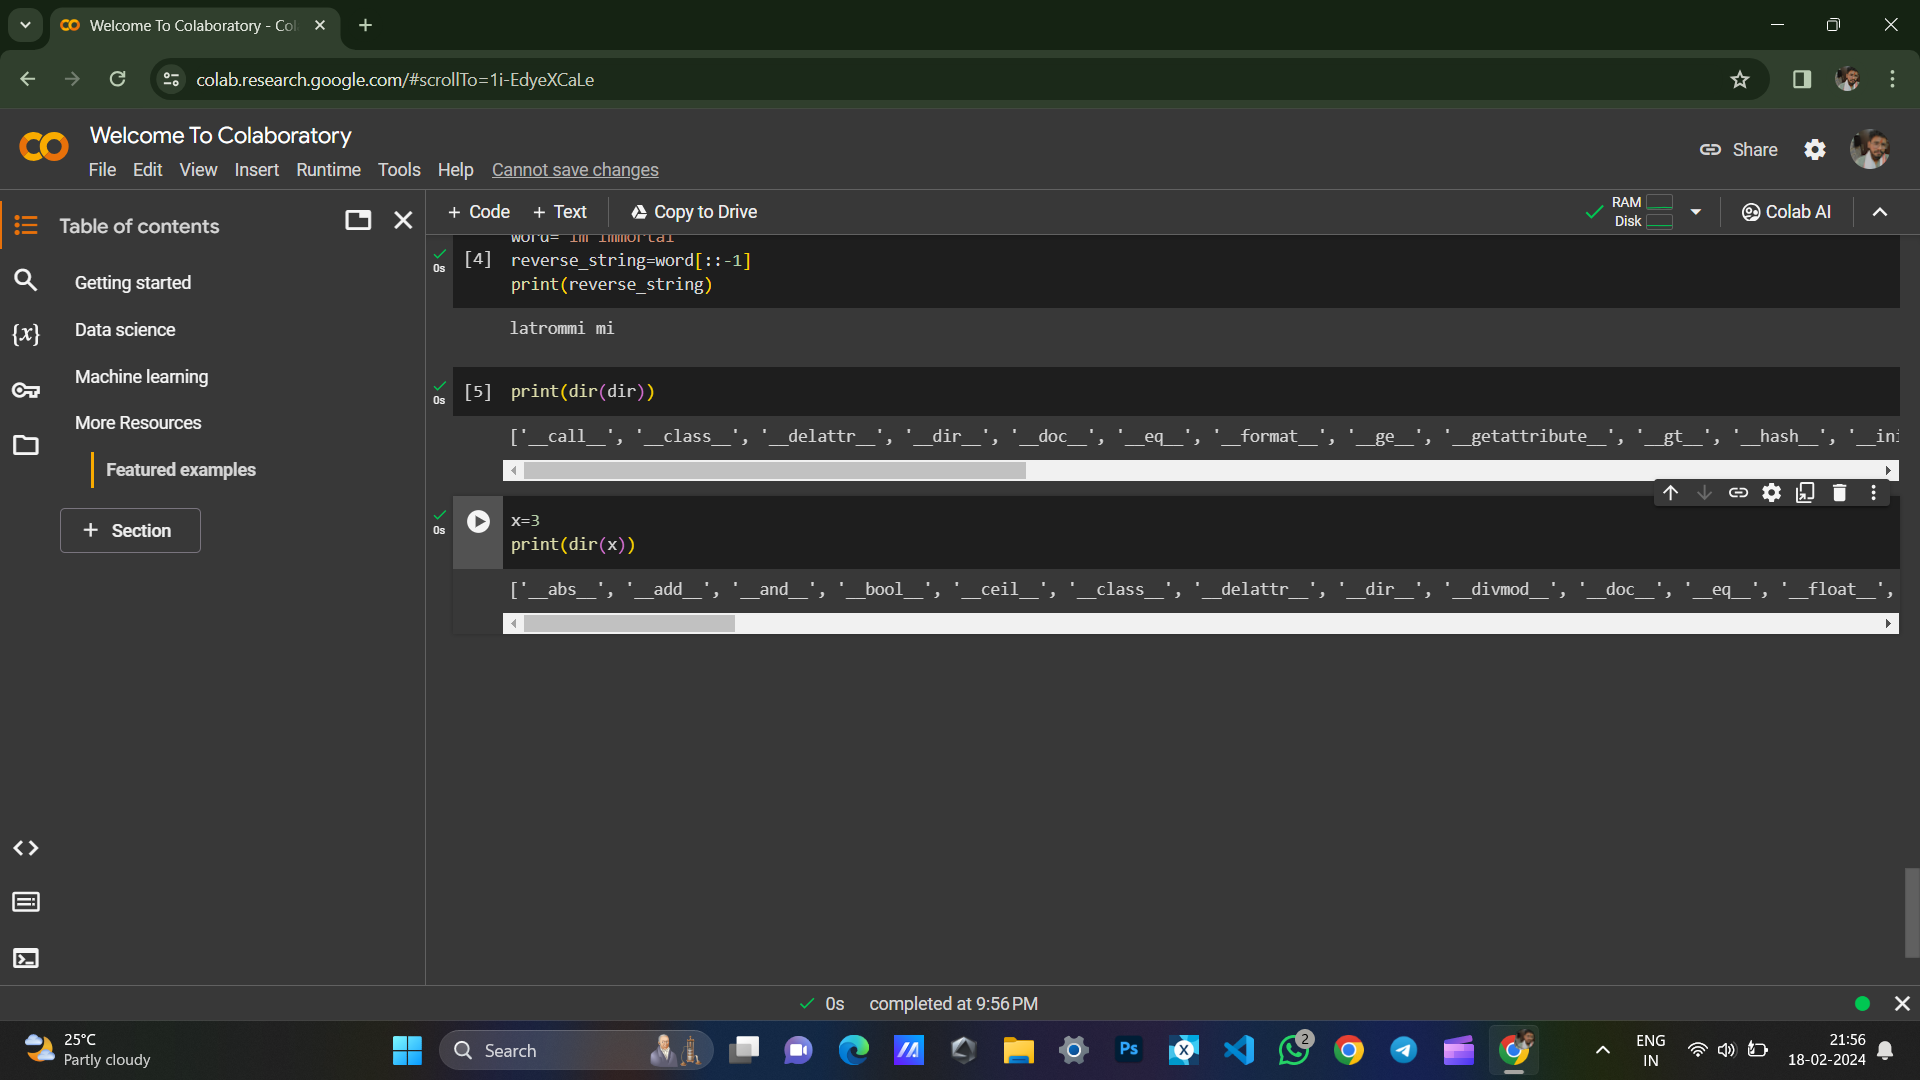 Welcome To Colaboratory - Col
colab.research.google.com/#scrollTo=1i-EdyeXCaLe
Welcome To Colaboratory
File Edit View Insert Runtime Tools Help Cannot save changes
Share
Table of contents
Getting started
Data science
Machine learning
More Resources
Featured examples
+ Section
+ Code + Text Copy to Drive
RAM
Disk
Colab AI
word="im immortal
0s
[4] reverse_string=word[::-1]
print(reverse_string)
latrommi mi
0s
[5] print(dir(dir))
['__call__', '__class__', '__delattr__', '__dir__', '__doc__', '__eq__', '__format__', '__ge__', '__getattribute__', '__gt__', '__hash__', '__ini
0s
x=3
print(dir(x))
['__abs__', '__add__', '__and__', '__bool__', '__ceil__', '__class__', '__delattr__', '__dir__', '__divmod__', '__doc__', '__eq__', '__float__',
0s completed at 9:56 PM
25°C
Partly cloudy
Search
Ps
2
ENG
IN
21:56
18-02-2024